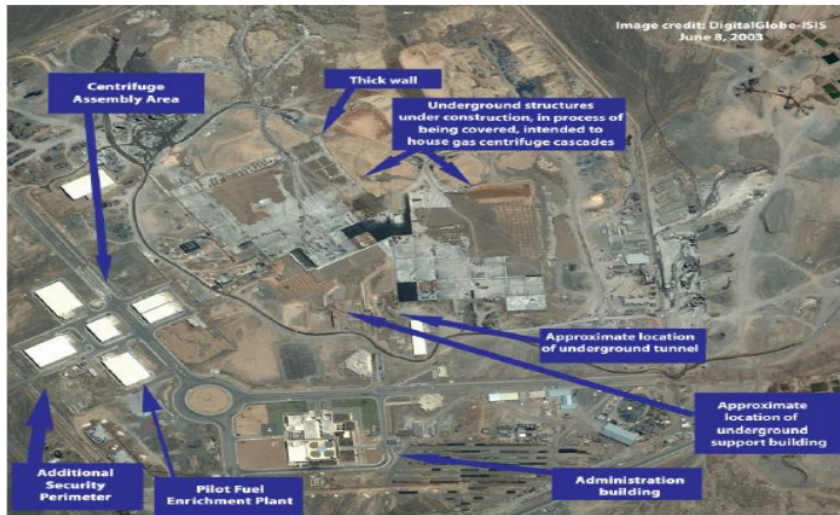 Image credit: DigitalGlobe-ISIS
June 8, 2003
Centrifuge
Assembly Area
Thick wall
Underground structures
under construction, in process of
being covered, intended to
house gas centrifuge cascades
Approximate location
of underground tunnel
Approximate
location of
underground
support building
Additional
Security
Perimeter
Pilot Fuel
Enrichment Plant
Administration
building